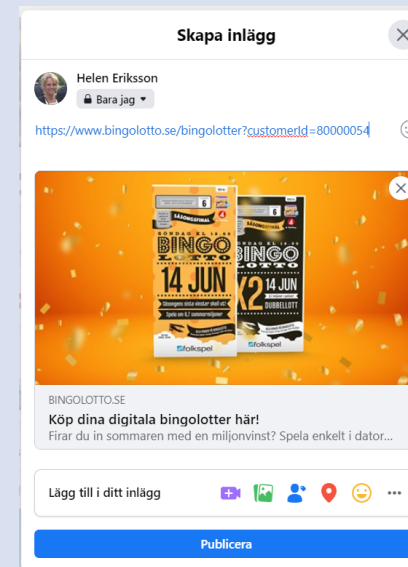 Skapa inlägg
Helen Eriksson
Bara jag
https://www.bingolotto.se/bingolotter?customerId=80000054
6
SÄSONGSFINAL
SÖNDAG KL
BINGO
LOTTO
14 JUN
folkspel
6
BINGO
X2
14 JUN
DUBBELLOTT
folkspel
BINGOLOTTO.SE
Köp dina digitala bingolotter här!
Firar du in sommaren med en miljonvinst? Spela enkelt i dator...
Lägg till i ditt inlägg
Publicera